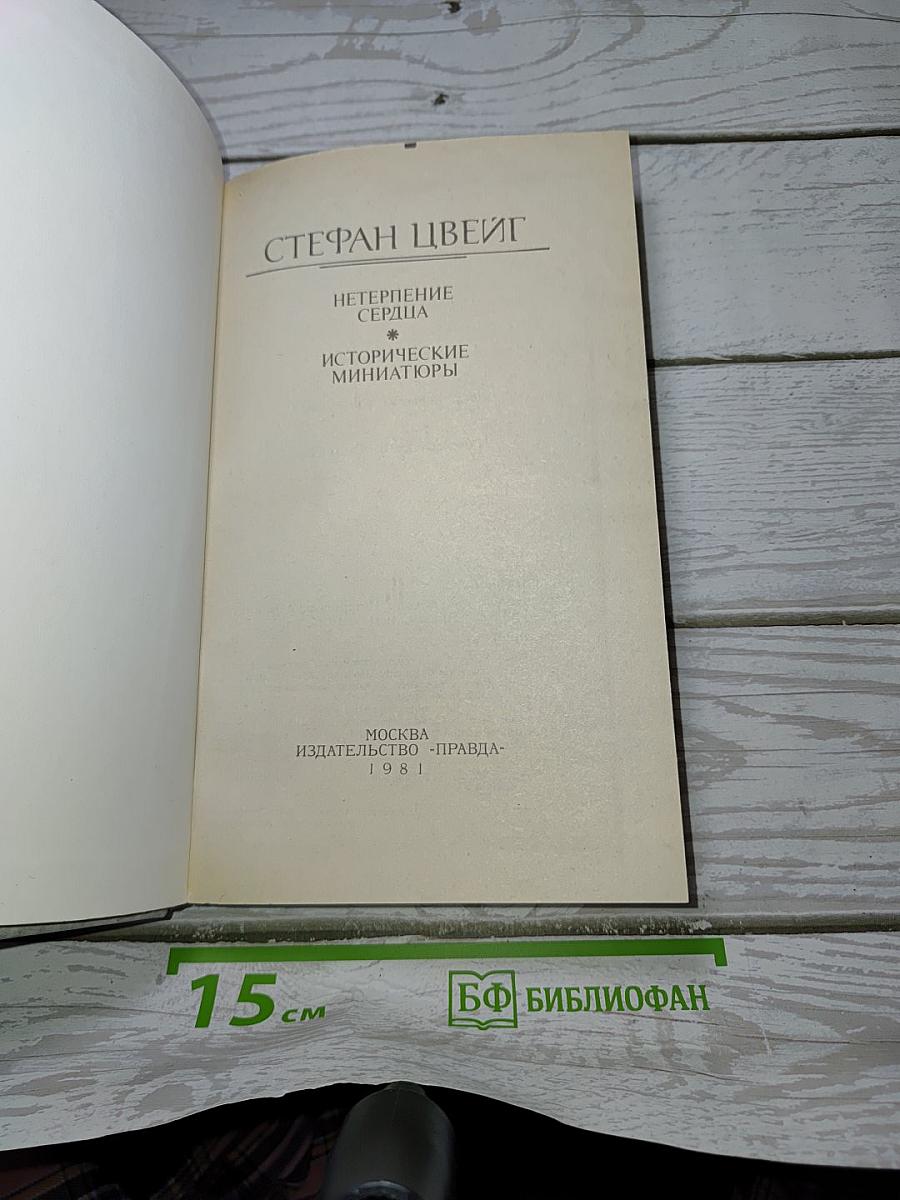 СТЕФАН ЦВЕЙГ
НЕТЕРПЕНИЕ
СЕРДЦА
*
ИСТОРИЧЕСКИЕ
МИНИАТЮРЫ
МОСКВА
ИЗДАТЕЛЬСТВО «ПРАВДА»
1981
15 см
БФ БИБЛИОФАН